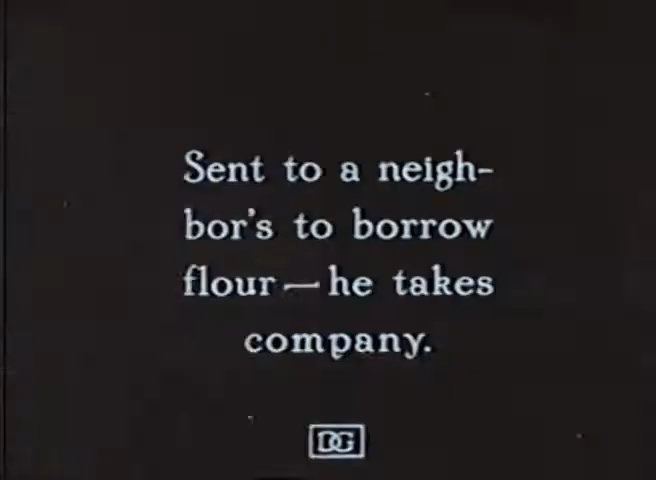 Sent to a neigh-
bor's to borrow
flour—he takes
company.
DG